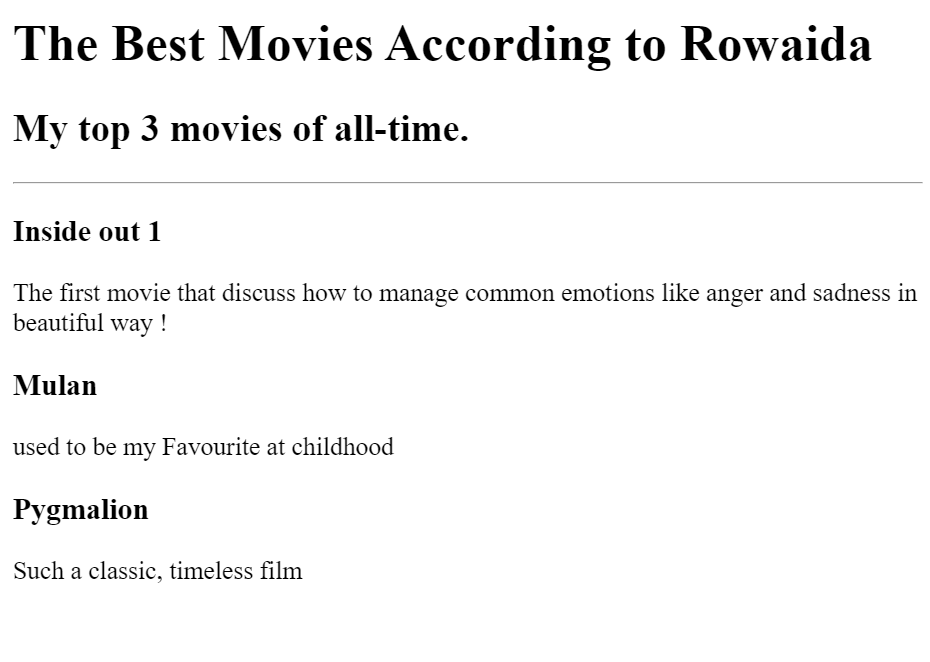 The Best Movies According to Rowaida
My top 3 movies of all-time.
Inside out 1
The first movie that discuss how to manage common emotions like anger and sadness in
beautiful way !
Mulan
used to be my Favourite at childhood
Pygmalion
Such a classic, timeless film